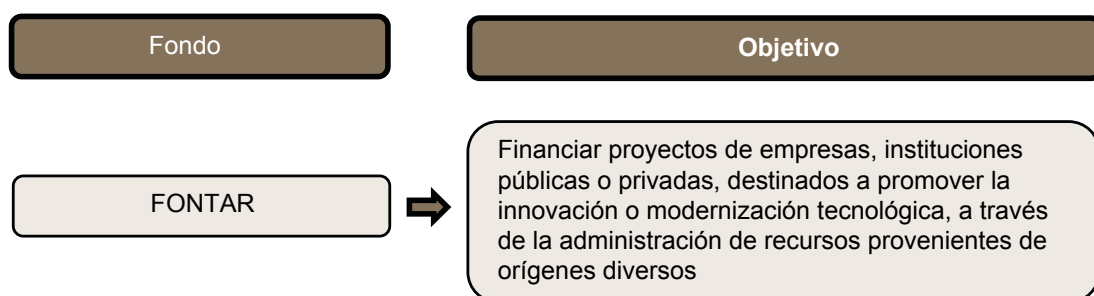 Fondo
Objetivo
FONTAR
Financiar proyectos de empresas, instituciones
públicas o privadas, destinados a promover la
innovación o modernización tecnológica, a través
de la administración de recursos provenientes de
orígenes diversos